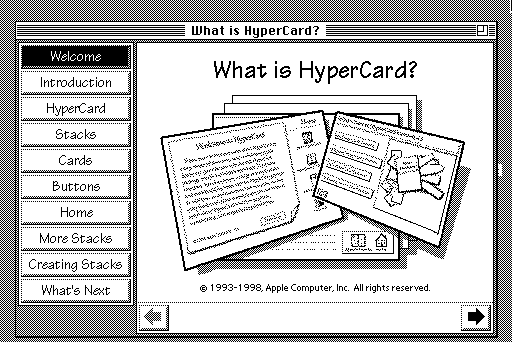 What is HyperCard?
Welcome
Introduction
HyperCard
Stacks
Cards
Buttons
Home
More Stacks
Creating Stacks
What's Next
What is HyperCard?
Welcome to HyperCard
Home
© 1993-1998, Apple Computer, Inc. All rights reserved.